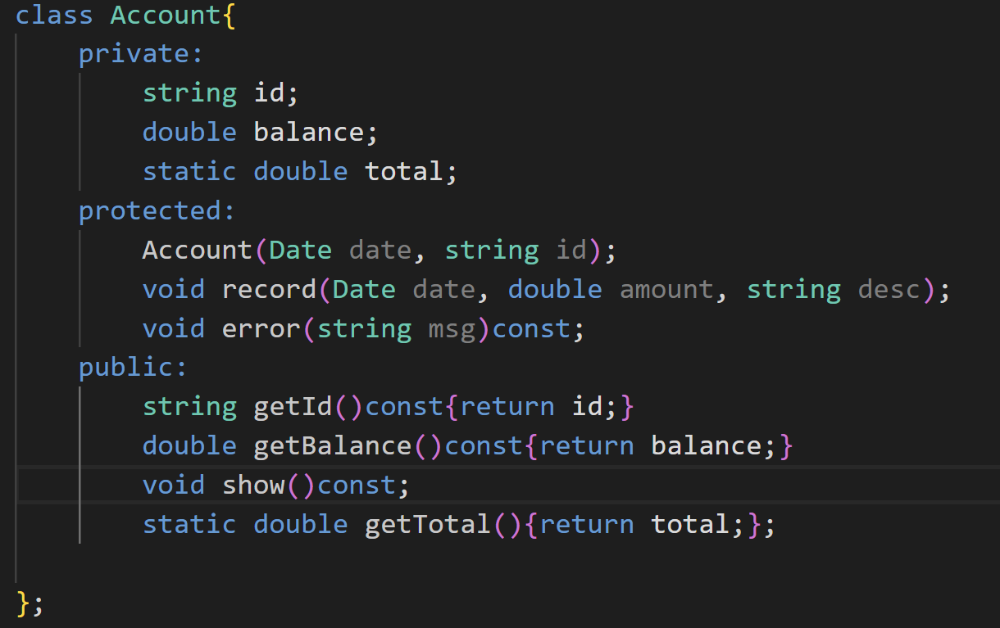 class Account{
    private:
        string id;
        double balance;
        static double total;
    protected:
        Account(Date date, string id);
        void record(Date date, double amount, string desc);
        void error(string msg)const;
    public:
        string getId()const{return id;}
        double getBalance()const{return balance;}
        void show()const;
        static double getTotal(){return total;};
};